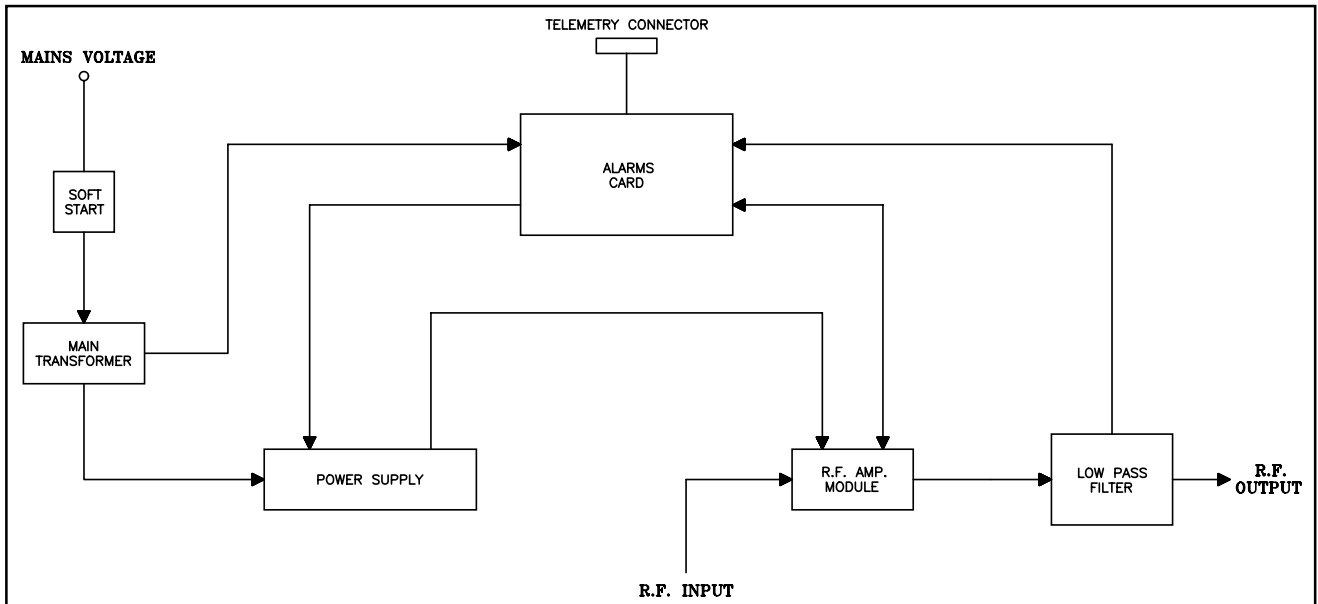 TELEMETRY CONNECTOR
MAINS VOLTAGE
ALARMS
CARD
SOFT
START
MAIN
TRANSFORMER
POWER SUPPLY
R.F. AMP.
MODULE
LOW PASS
FILTER
R.F.
OUTPUT
R.F. INPUT